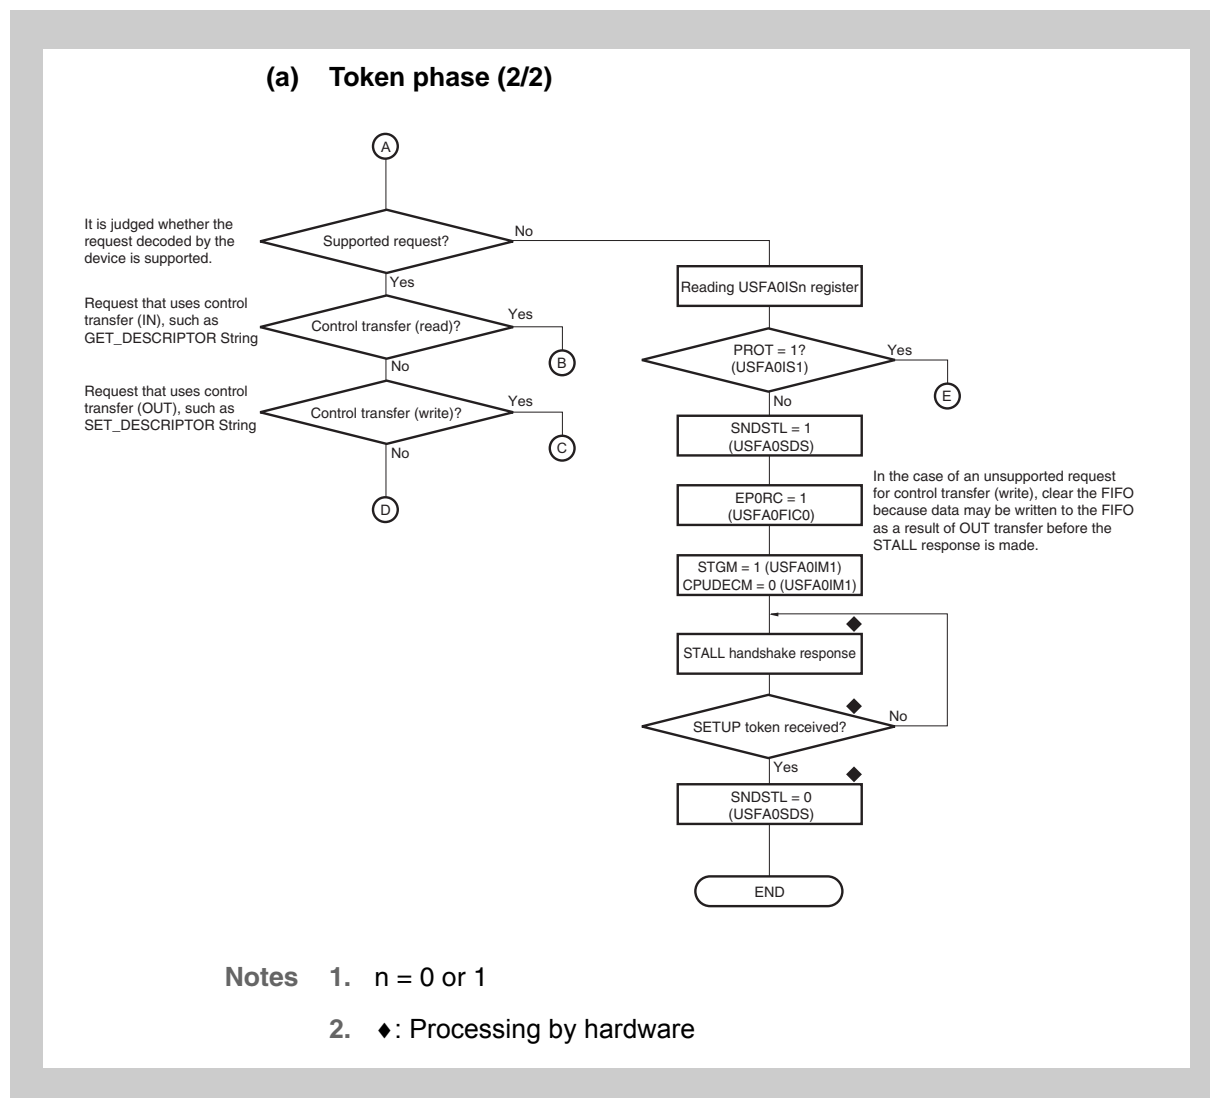 (a) Token phase (2/2)
A
It is judged whether the
request decoded by the
device is supported.
Supported request?
No
Yes
Reading USFA0ISn register
Request that uses control
transfer (IN), such as
GET_DESCRIPTOR String
Control transfer (read)?
Yes
B
No
PROT = 1?
(USFA0IS1)
Yes
E
No
Request that uses control
transfer (OUT), such as
SET_DESCRIPTOR String
Control transfer (write)?
Yes
C
No
D
SNDSTL = 1
(USFA0SDS)
EP0RC = 1
(USFA0FIC0)
In the case of an unsupported request
for control transfer (write), clear the FIFO
because data may be written to the FIFO
as a result of OUT transfer before the
STALL response is made.
STGM = 1 (USFA0IM1)
CPUDECM = 0 (USFA0IM1)
STALL handshake response
SETUP token received?
No
Yes
SNDSTL = 0
(USFA0SDS)
END
Notes 1. n = 0 or 1
2. ♦: Processing by hardware